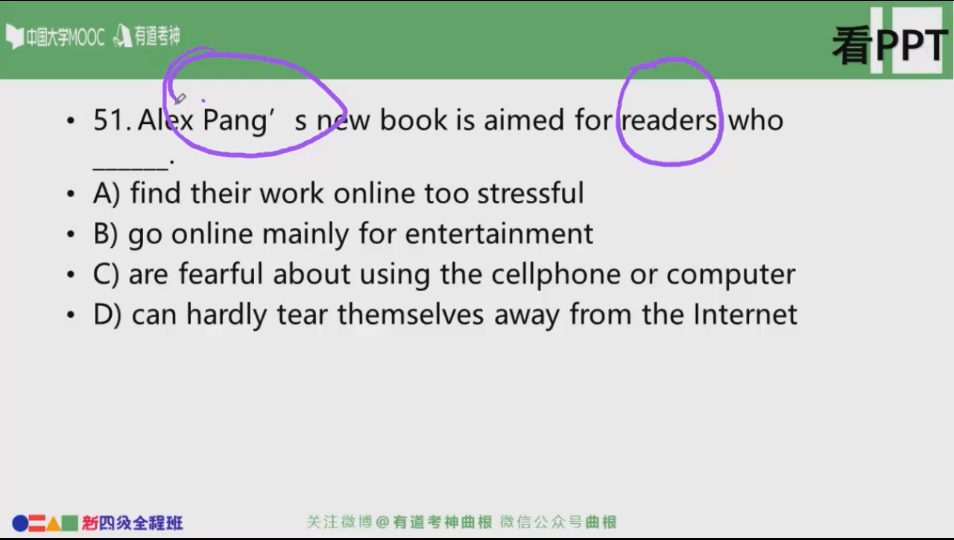 中国大学MOOC 有道考神
看PPT
• 51. Alex Pang’s new book is aimed for readers who
______.
• A) find their work online too stressful
• B) go online mainly for entertainment
• C) are fearful about using the cellphone or computer
• D) can hardly tear themselves away from the Internet
新四级全程班
关注微博@有道考神曲根 微信公众号曲根